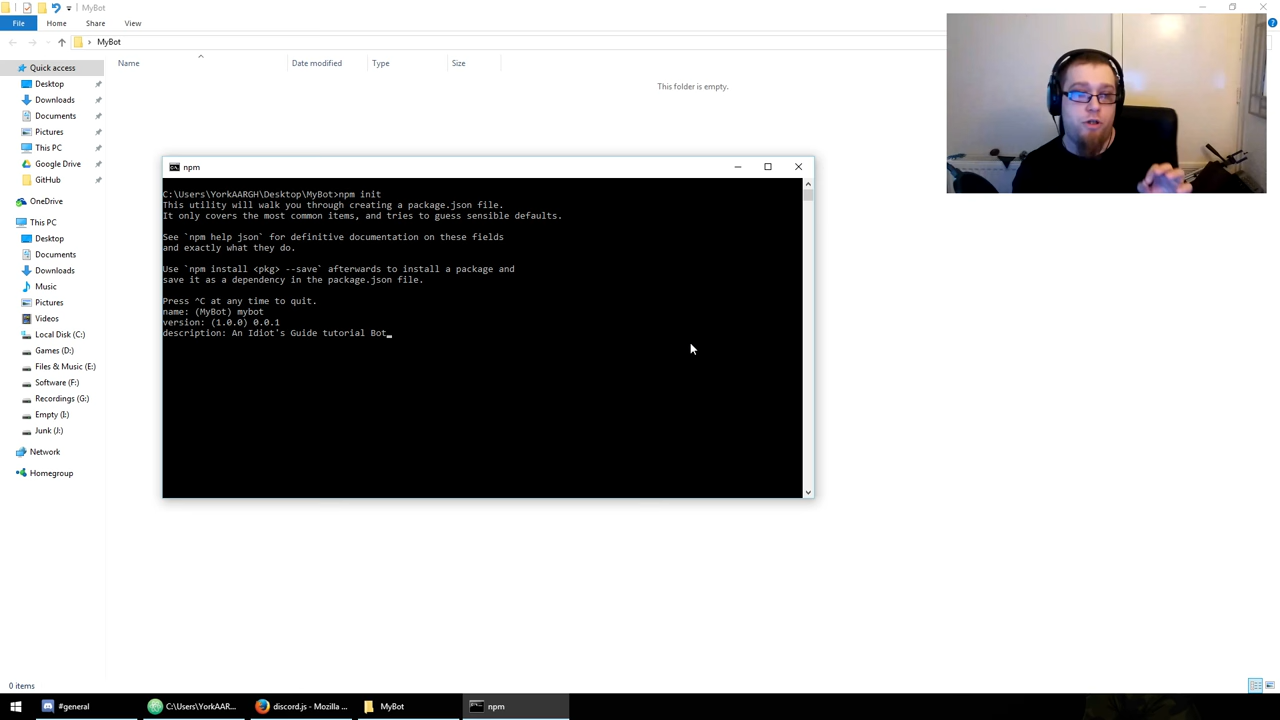 MyBot
File Home Share View
MyBot
Name Date modified Type Size
This folder is empty.
Quick access
Desktop
Downloads
Documents
Pictures
This PC
Google Drive
GitHub
OneDrive
This PC
Desktop
Documents
Downloads
Music
Pictures
Videos
Local Disk (C:)
Games (D:)
Files & Music (E:)
Software (F:)
Recordings (G:)
Empty (I:)
Junk (J:)
Network
Homegroup
npm
C:\Users\YorkAARGH\Desktop\MyBot>npm init
This utility will walk you through creating a package.json file.
It only covers the most common items, and tries to guess sensible defaults.
See `npm help json` for definitive documentation on these fields
and exactly what they do.
Use `npm install <pkg> --save` afterwards to install a package and
save it as a dependency in the package.json file.
Press ^C at any time to quit.
name: (MyBot) mybot
version: (1.0.0) 0.0.1
description: An Idiot's Guide tutorial Bot_
0 items
#general C:\Users\YorkAAR... discord.js - Mozilla ... MyBot npm